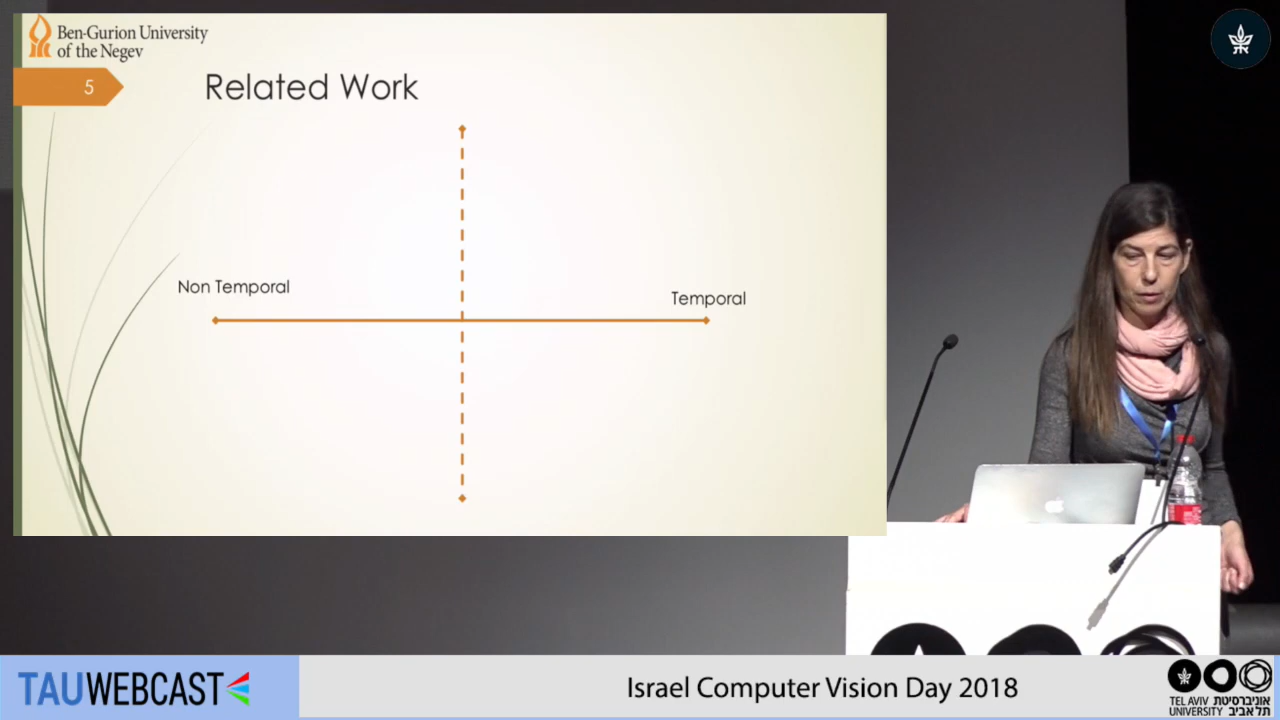 Ben-Gurion University
of the Negev
5
Related Work
Non Temporal
Temporal
TAUWEBCAST
Israel Computer Vision Day 2018
TEL AVIV
UNIVERSITY
אוניברסיטת
תל אביב